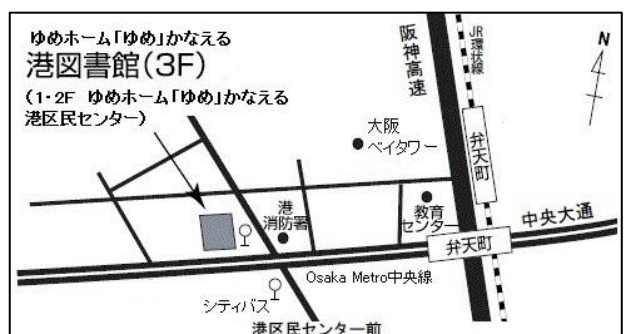 ゆめホーム「ゆめ」かなえる
港図書館(3F)
(1・2F ゆめホーム「ゆめ」かなえる
港区民センター)
阪神高速
JR環状線
N
大阪
ベイタワー
弁天町
港
消防署
教育
センター
中央大通
弁天町
Osaka Metro中央線
シティバス
港区民センター前